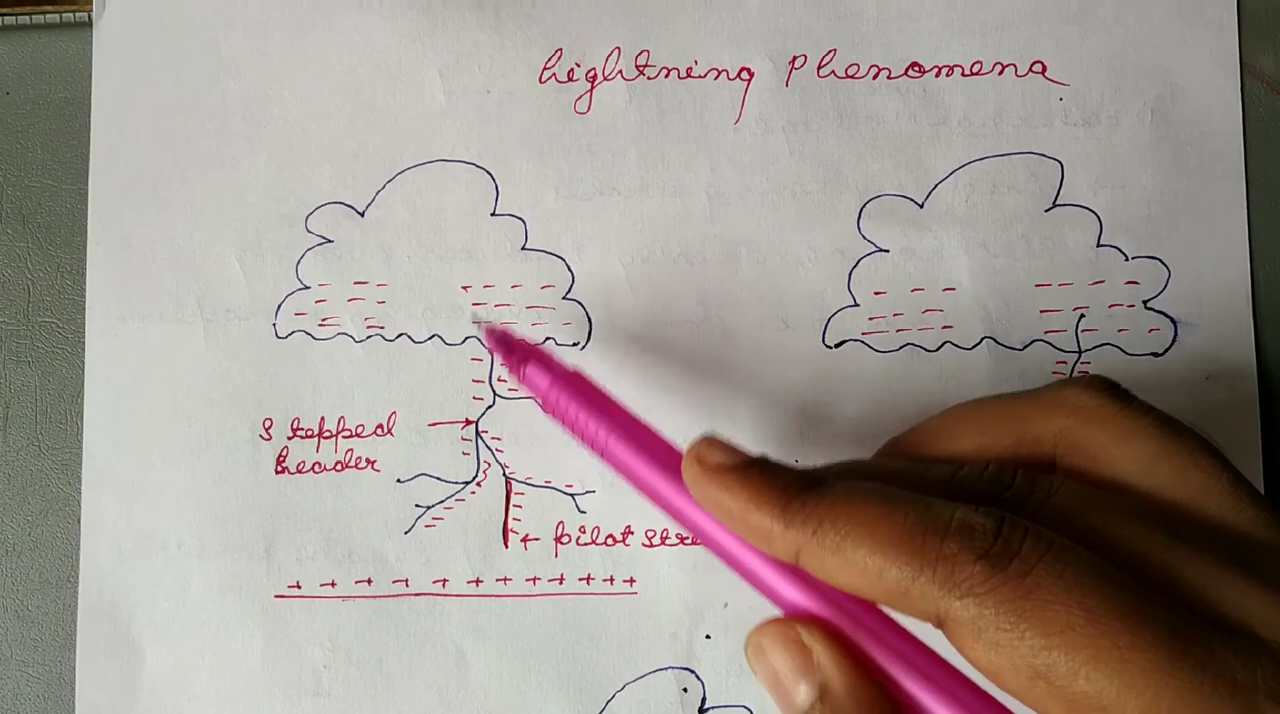 Lightning Phenomena
Stepped
Leader
← pilot
+ + + + + + + + + + + +